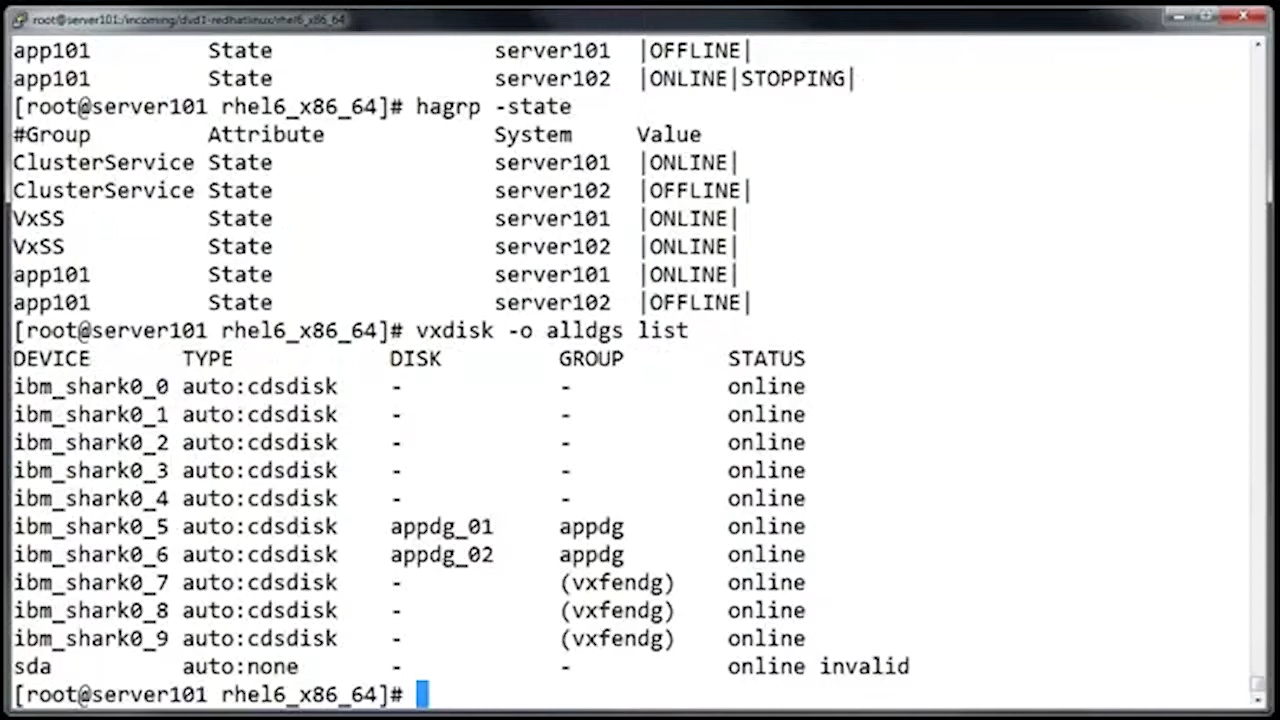 root@server101:/incoming/dvd1-redhatlinux/rhel6_x86_64
app101         State                 server101  |OFFLINE|
app101         State                 server102  |ONLINE|STOPPING|
[root@server101 rhel6_x86_64]# hagrp -state
#Group         Attribute             System     Value
ClusterService State                 server101  |ONLINE|
ClusterService State                 server102  |OFFLINE|
VxSS           State                 server101  |ONLINE|
VxSS           State                 server102  |ONLINE|
app101         State                 server101  |ONLINE|
app101         State                 server102  |OFFLINE|
[root@server101 rhel6_x86_64]# vxdisk -o alldgs list
DEVICE       TYPE            DISK         GROUP        STATUS
ibm_shark0_0 auto:cdsdisk    -            -            online
ibm_shark0_1 auto:cdsdisk    -            -            online
ibm_shark0_2 auto:cdsdisk    -            -            online
ibm_shark0_3 auto:cdsdisk    -            -            online
ibm_shark0_4 auto:cdsdisk    -            -            online
ibm_shark0_5 auto:cdsdisk    appdg_01     appdg        online
ibm_shark0_6 auto:cdsdisk    appdg_02     appdg        online
ibm_shark0_7 auto:cdsdisk    -            (vxfendg)    online
ibm_shark0_8 auto:cdsdisk    -            (vxfendg)    online
ibm_shark0_9 auto:cdsdisk    -            (vxfendg)    online
sda          auto:none       -            -            online invalid
[root@server101 rhel6_x86_64]#